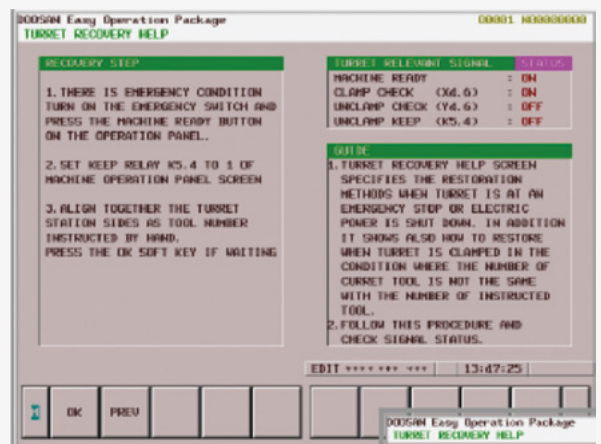 DOOSAN Easy Operation Package
O0001 N00000000
TURRET RECOVERY HELP
RECOVERY STEP
1. THERE IS EMERGENCY CONDITION
TURN ON THE EMERGENCY SWITCH AND
PRESS THE MACHINE READY BUTTON
ON THE OPERATION PANEL.
2. SET KEEP RELAY K5.4 TO 1 OF
MACHINE OPERATION PANEL SCREEN
3. ALIGN TOGETHER THE TURRET
STATION SIDES AS TOOL NUMBER
INSTRUCTED BY HAND.
PRESS THE OK SOFT KEY IF WAITING
TURRET RELEVANT SIGNAL STATUS
MACHINE READY : ON
CLAMP CHECK (X4.6) : ON
UNCLAMP CHECK (Y4.6) : OFF
UNCLAMP KEEP (K5.4) : OFF
GUIDE
1. TURRET RECOVERY HELP SCREEN
SPECIFIES THE RESTORATION
METHODS WHEN TURRET IS AT AN
EMERGENCY STOP OR ELECTRIC
POWER IS SHUT DOWN. IN ADDITION
IT SHOWS ALSO HOW TO RESTORE
WHEN TURRET IS CLAMPED IN THE
CONDITION WHERE THE NUMBER OF
CURRET TOOL IS NOT THE SAME
WITH THE NUMBER OF INSTRUCTED
TOOL.
2. FOLLOW THIS PROCEDURE AND
CHECK SIGNAL STATUS.
EDIT **** *** *** 13:47:25
OK PREV
DOOSAN Easy Operation Package
TURRET RECOVERY HELP